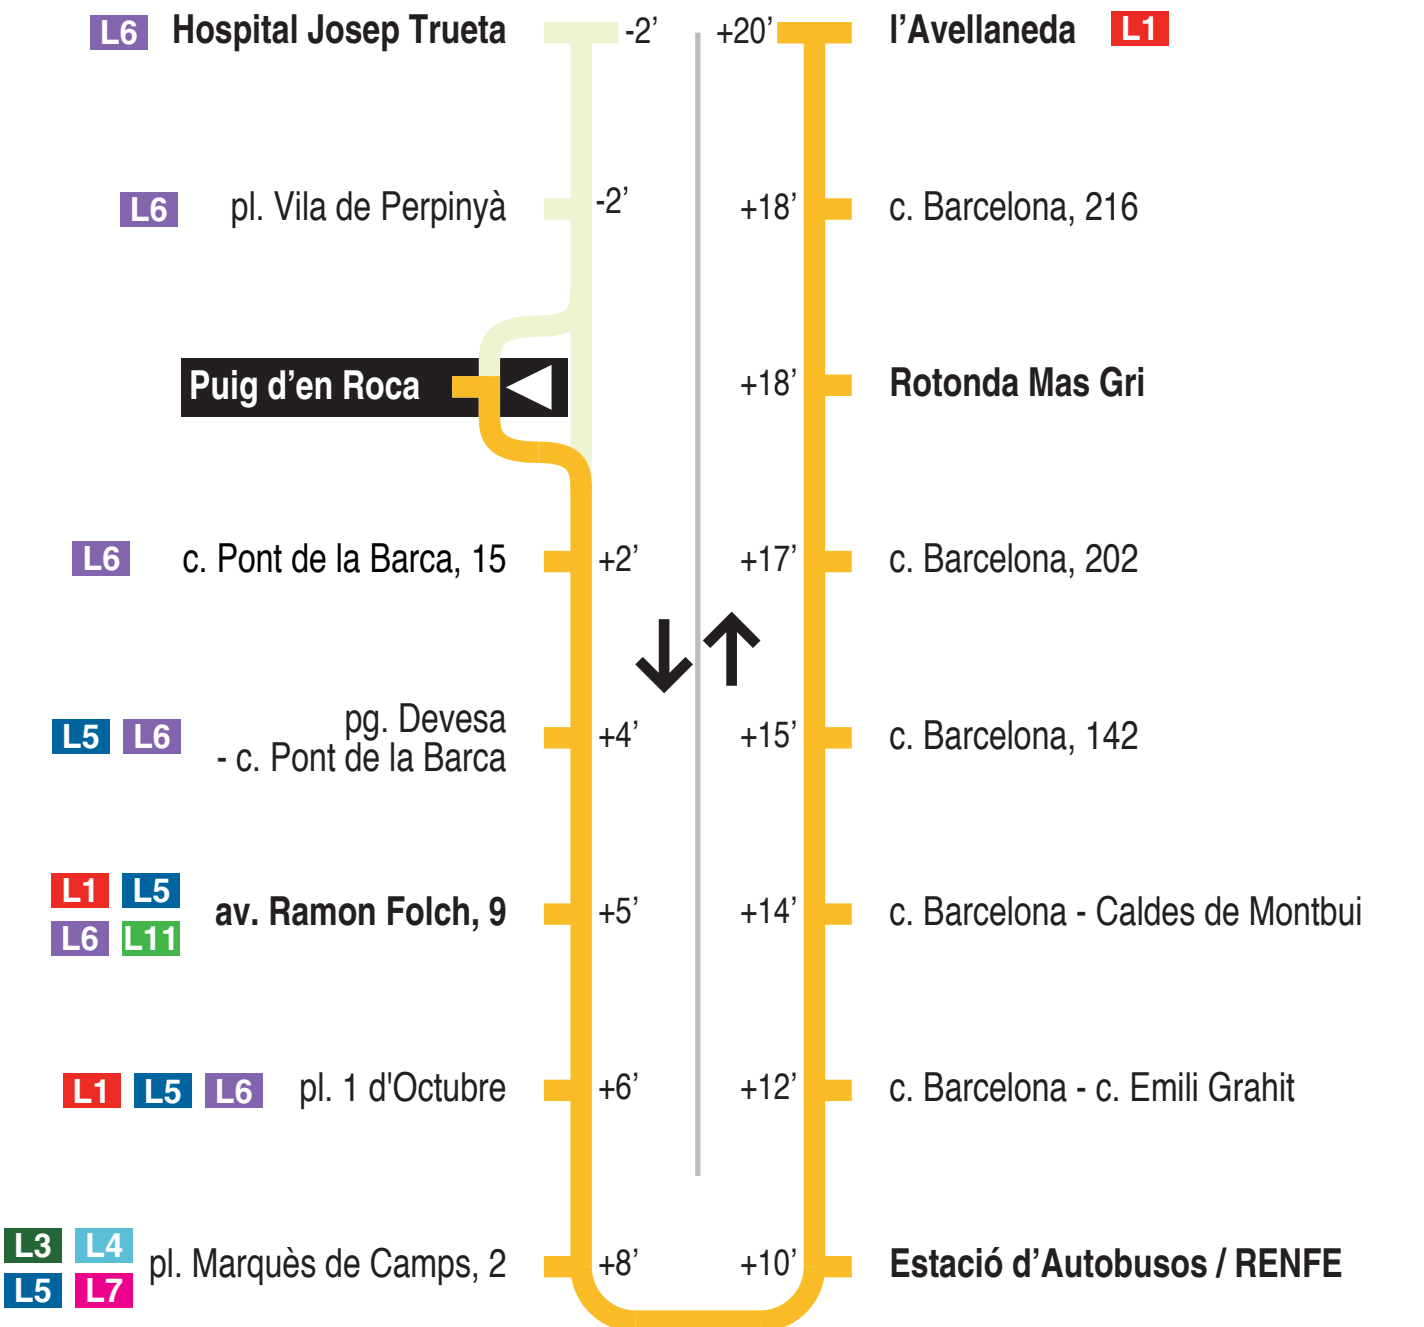 L6 Hospital Josep Trueta -2’
L6 pl. Vila de Perpinyà -2’
Puig d’en Roca
L6 c. Pont de la Barca, 15 +2’
L5 L6 pg. Devesa
- c. Pont de la Barca +4’
L1 L5
L6 L11
av. Ramon Folch, 9 +5’
L1 L5 L6 pl. 1 d'Octubre +6’
L3 L4
L5 L7
pl. Marquès de Camps, 2 +8’
+20’ l’Avellaneda L1
+18’ c. Barcelona, 216
+18’ Rotonda Mas Gri
+17’ c. Barcelona, 202
+15’ c. Barcelona, 142
+14’ c. Barcelona - Caldes de Montbui
+12’ c. Barcelona - c. Emili Grahit
+10’ Estació d’Autobusos / RENFE